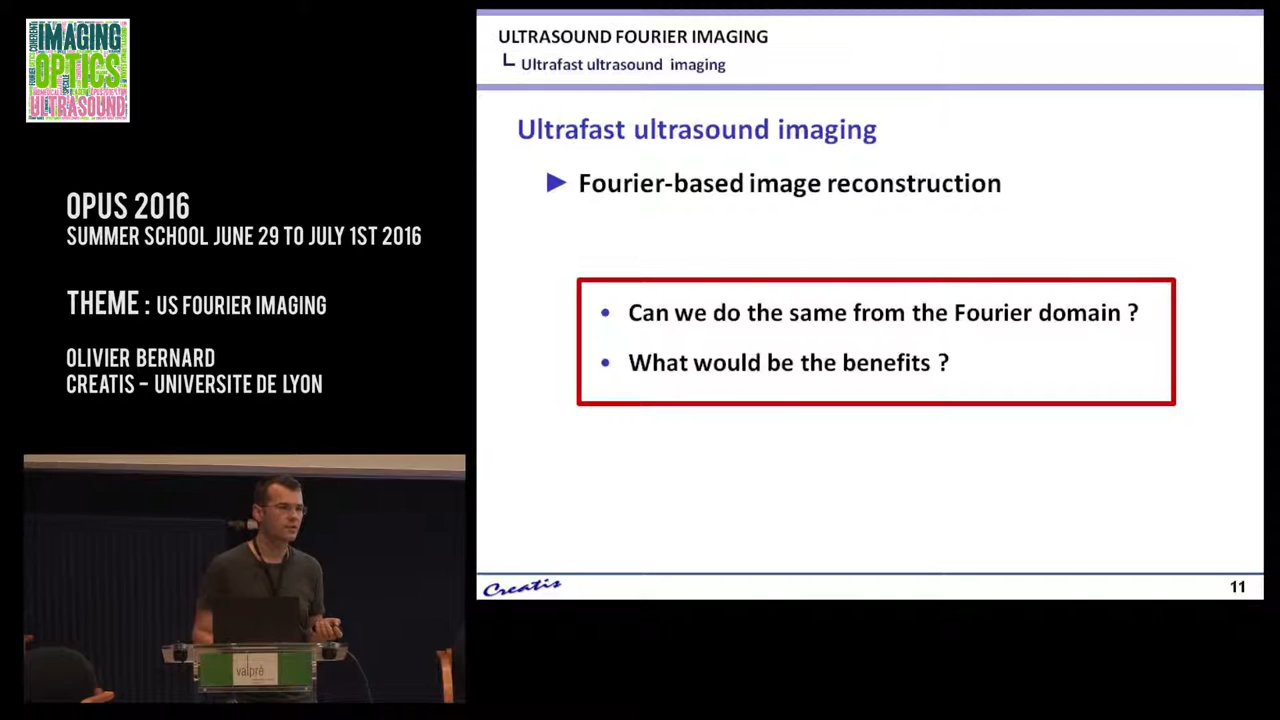 IMAGING
OPTICS
ULTRASOUND
OPUS 2016
SUMMER SCHOOL JUNE 29 TO JULY 1ST 2016
THEME : US FOURIER IMAGING
OLIVIER BERNARD
CREATIS – UNIVERSITE DE LYON
valpré
ULTRASOUND FOURIER IMAGING
Ultrafast ultrasound imaging
Ultrafast ultrasound imaging
Fourier-based image reconstruction
• Can we do the same from the Fourier domain ?
• What would be the benefits ?
Creatis
11